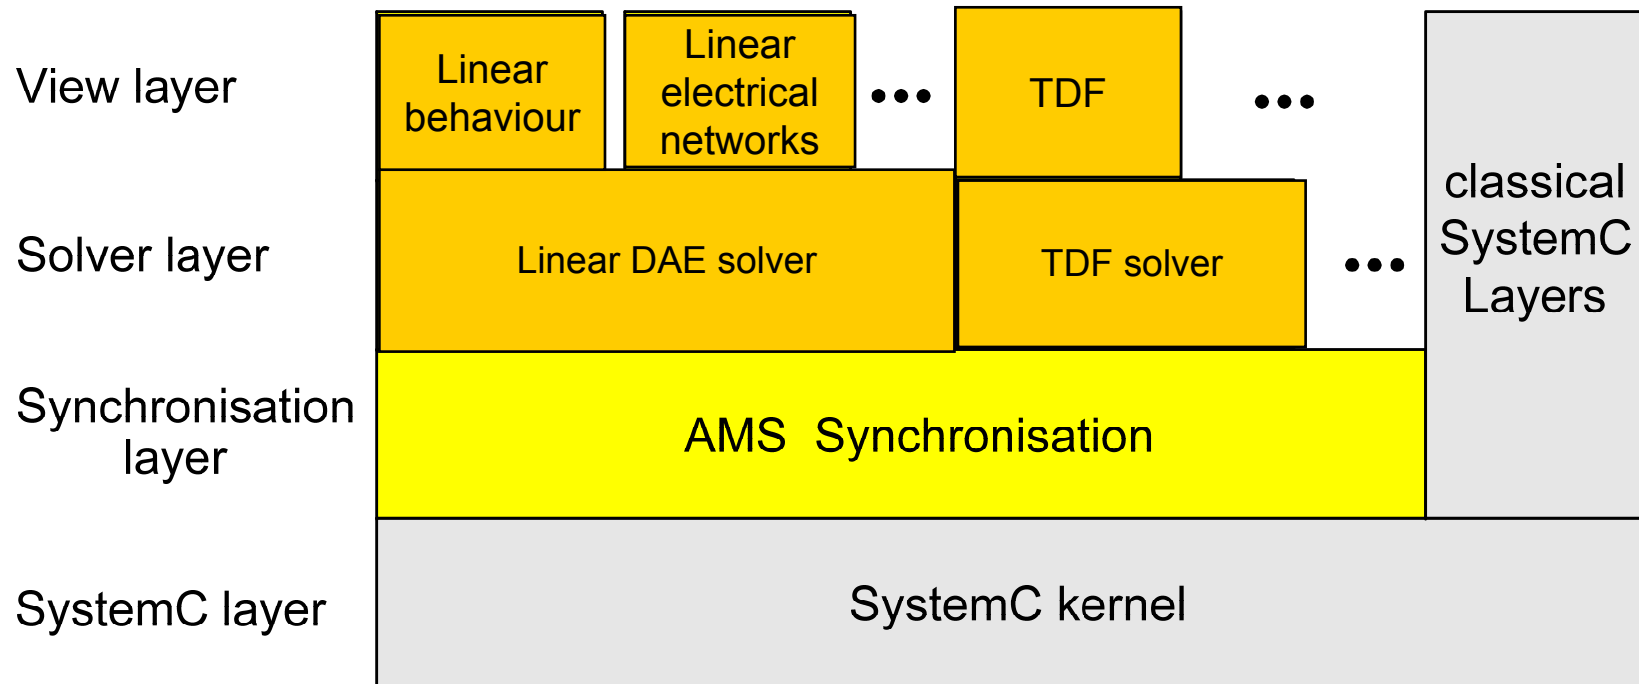 View layer
Linear
behaviour
Linear
electrical
networks
•••
TDF
•••
classical
SystemC
Layers
Solver layer
Linear DAE solver
TDF solver
•••
Synchronisation
layer
AMS Synchronisation
SystemC layer
SystemC kernel